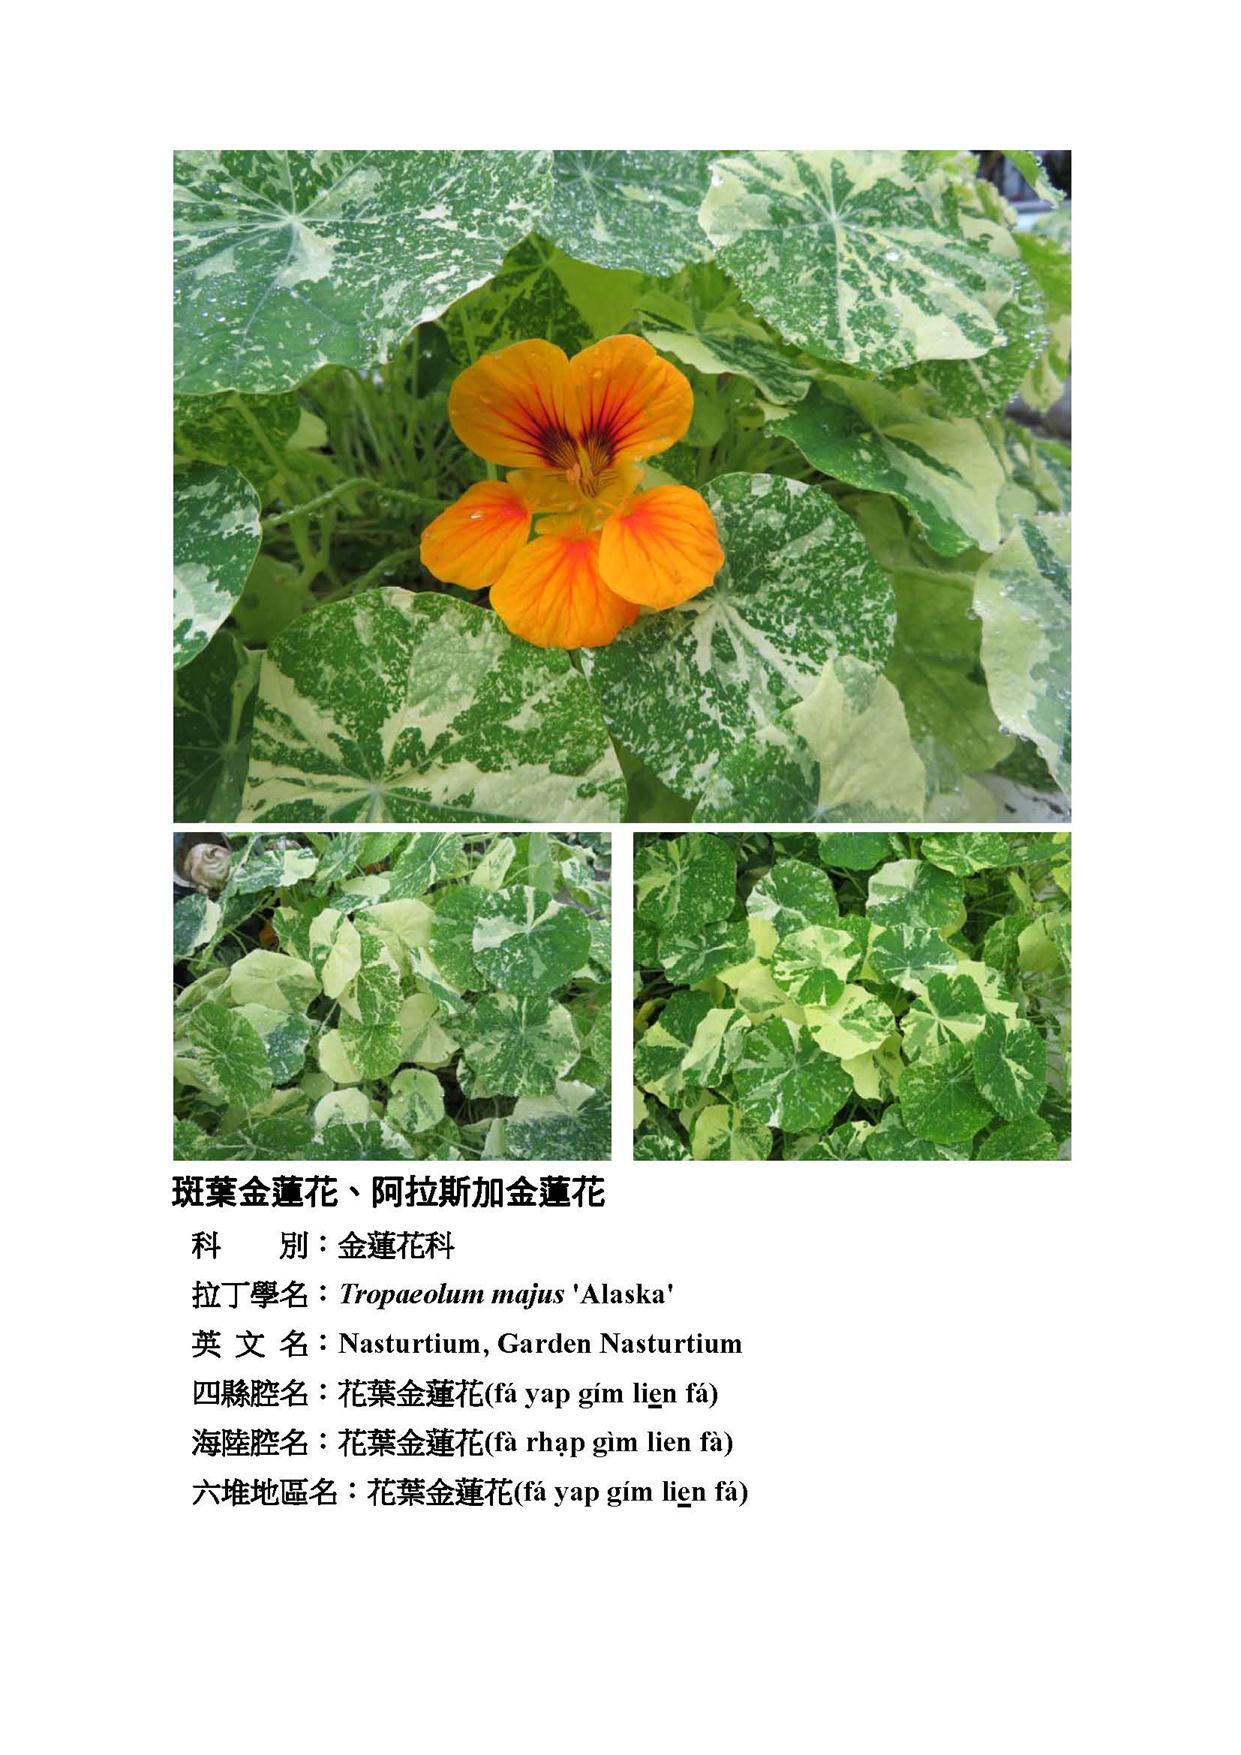 斑葉金蓮花、阿拉斯加金蓮花
科　　別：金蓮花科
拉丁學名：Tropaeolum majus 'Alaska'
英 文 名：Nasturtium, Garden Nasturtium
四縣腔名：花葉金蓮花(fá yap gím lien fá)
海陸腔名：花葉金蓮花(fà rhạp gìm lien fà)
六堆地區名：花葉金蓮花(fá yap gím lien fá)